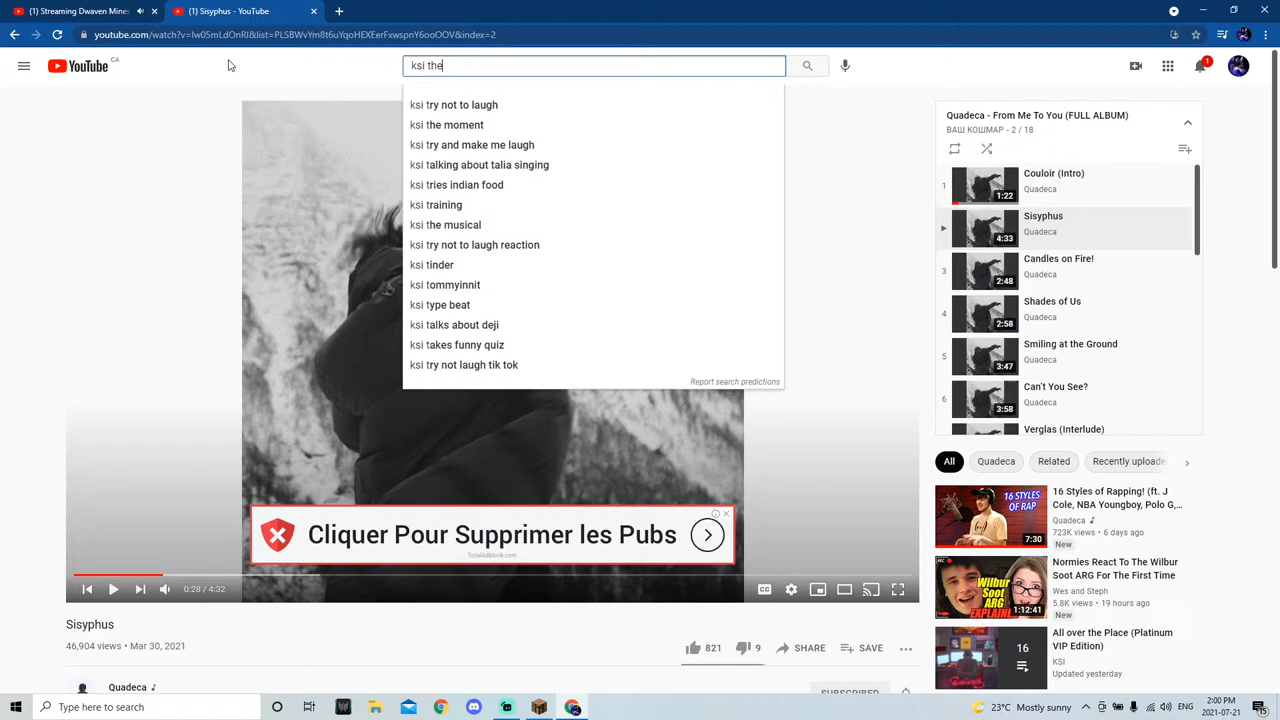 (1) Streaming Dwaven Mines
(1) Sisyphus - YouTube
youtube.com/watch?v=Iw05mLdOnRI&list=PLSBWvYm8t6uYqoHEXEerFxwspnY6ooOOV&index=2
YouTube CA
ksi the
1
ksi try not to laugh
ksi the moment
ksi try and make me laugh
ksi talking about talia singing
ksi tries indian food
ksi training
ksi the musical
ksi try not to laugh reaction
ksi tinder
ksi tommyinnit
ksi type beat
ksi talks about deji
ksi takes funny quiz
ksi try not laugh tik tok
Report search predictions
Cliquer Pour Supprimer les Pubs
TotalAdblock.com
0:28 / 4:32
Sisyphus
46,904 views • Mar 30, 2021
821
9
SHARE
SAVE
Quadeca
SUBSCRIBED
Quadeca - From Me To You (FULL ALBUM)
ВАШ КОШМАР - 2 / 18
1
1:22
Couloir (Intro)
Quadeca
4:33
Sisyphus
Quadeca
3
2:48
Candles on Fire!
Quadeca
4
2:58
Shades of Us
Quadeca
5
3:47
Smiling at the Ground
Quadeca
6
3:58
Can't You See?
Quadeca
Verglas (Interlude)
All
Quadeca
Related
Recently uploade
16 STYLES OF RAP!
7:30
16 Styles of Rapping! (ft. J
Cole, NBA Youngboy, Polo G,...
Quadeca
723K views • 6 days ago
New
Wilbur
Soot
ARG
EXPLAINED
1:12:41
Normies React To The Wilbur
Soot ARG For The First Time
Wes and Steph
5.8K views • 19 hours ago
New
16
All over the Place (Platinum
VIP Edition)
KSI
Updated yesterday
Type here to search
23°C Mostly sunny
ENG
2:00 PM
2021-07-21
15